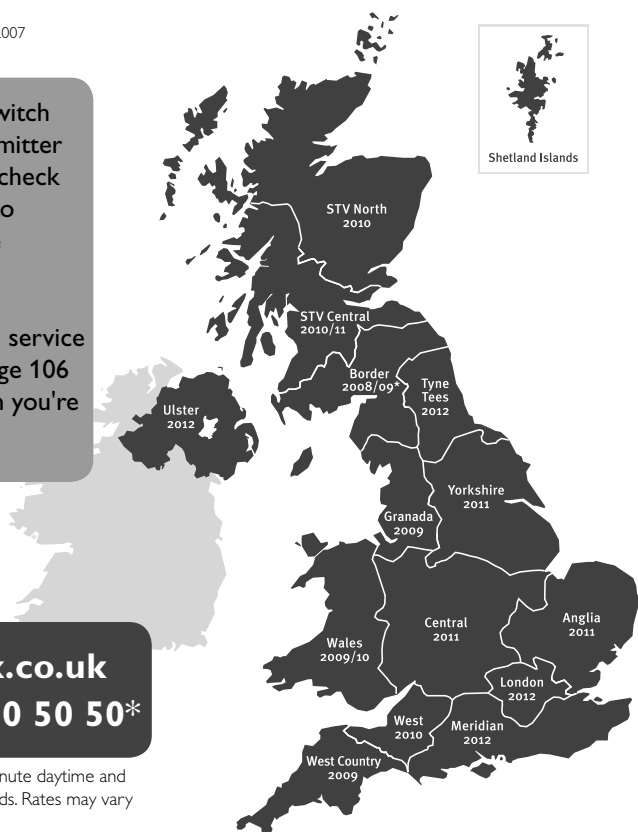 007
witch
mitter
check
o
service
ge 106
n you're
.co.uk
0 50 50*
nute daytime and
ds. Rates may vary
Shetland Islands
STV North
2010
STV Central
2010/11
Border
2008/09*
Tyne
Tees
2012
Ulster
2012
Yorkshire
2011
Granada
2009
Central
2011
Anglia
2011
Wales
2009/10
London
2012
West
2010
Meridian
2012
West Country
2009